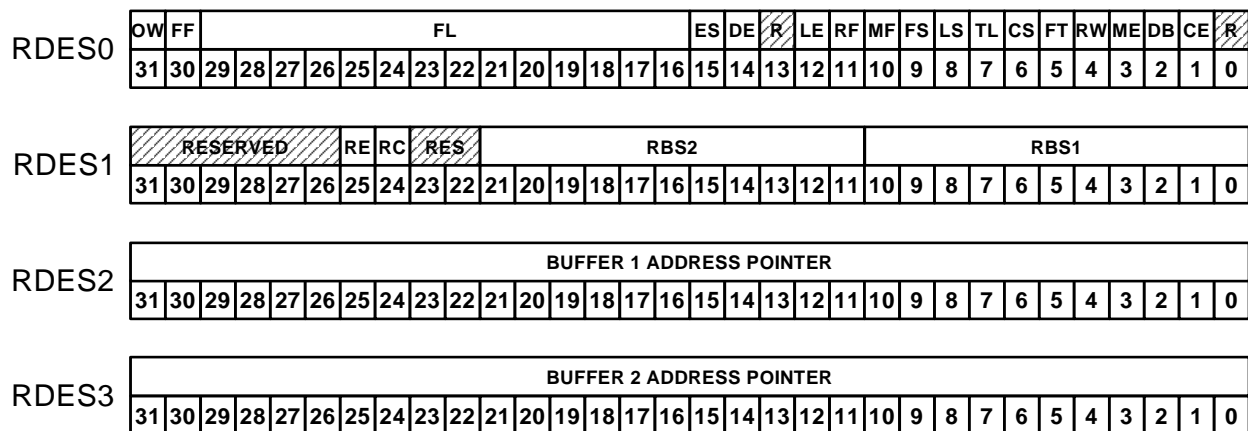 RDES0
OW FF FL ES DE R LE RF MF FS LS TL CS FT RW ME DB CE R
31 30 29 28 27 26 25 24 23 22 21 20 19 18 17 16 15 14 13 12 11 10 9 8 7 6 5 4 3 2 1 0
RDES1
RESERVED RE RC RES RBS2 RBS1
31 30 29 28 27 26 25 24 23 22 21 20 19 18 17 16 15 14 13 12 11 10 9 8 7 6 5 4 3 2 1 0
RDES2
BUFFER 1 ADDRESS POINTER
31 30 29 28 27 26 25 24 23 22 21 20 19 18 17 16 15 14 13 12 11 10 9 8 7 6 5 4 3 2 1 0
RDES3
BUFFER 2 ADDRESS POINTER
31 30 29 28 27 26 25 24 23 22 21 20 19 18 17 16 15 14 13 12 11 10 9 8 7 6 5 4 3 2 1 0